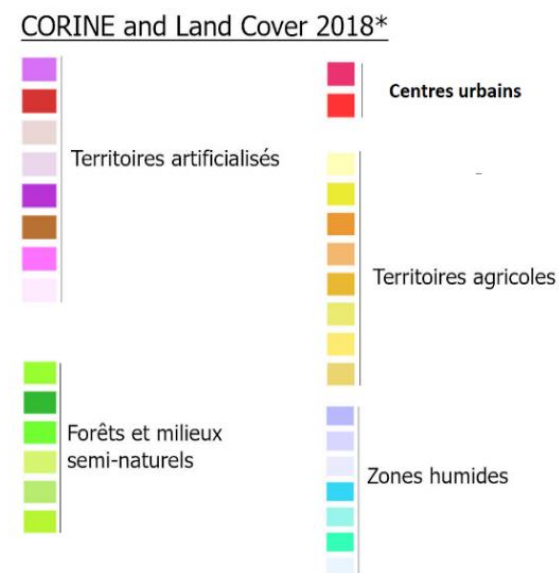 CORINE and Land Cover 2018*
Territoires artificialisés
Centres urbains
Territoires agricoles
Forêts et milieux
semi-naturels
Zones humides